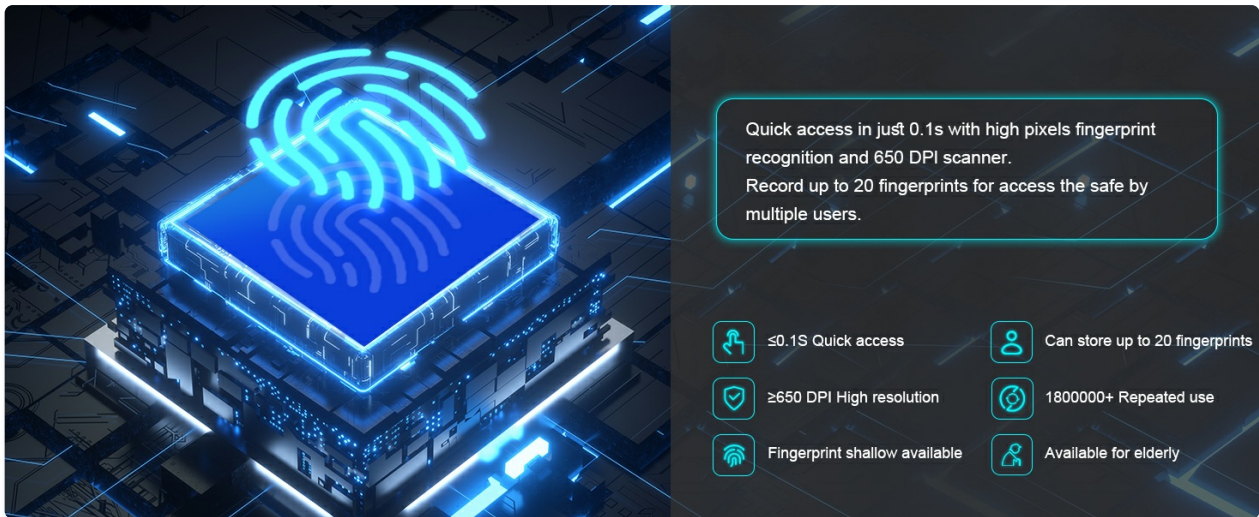 Quick access in just 0.1s with high pixels fingerprint
recognition and 650 DPI scanner.
Record up to 20 fingerprints for access the safe by
multiple users.
≤0.1S Quick access
Can store up to 20 fingerprints
≥650 DPI High resolution
1800000+ Repeated use
Fingerprint shallow available
Available for elderly